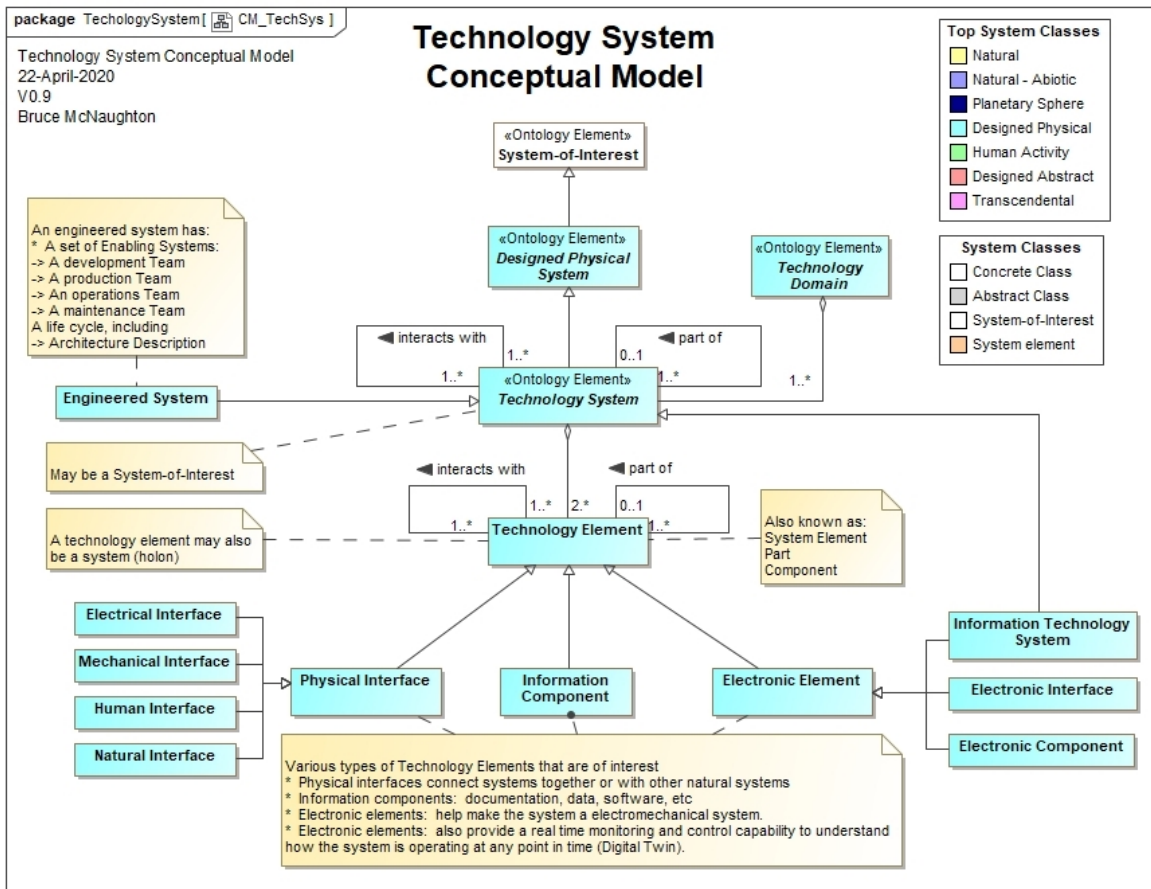 package TechologySystem[ CM_TechSys ]
Technology System Conceptual Model
22-April-2020
V0.9
Bruce McNaughton
Technology System
Conceptual Model
Top System Classes
Natural
Natural - Abiotic
Planetary Sphere
Designed Physical
Human Activity
Designed Abstract
Transcendental
System Classes
Concrete Class
Abstract Class
System-of-Interest
System element
«Ontology Element»
System-of-Interest
«Ontology Element»
Designed Physical
System
«Ontology Element»
Technology
Domain
An engineered system has:
* A set of Enabling Systems:
-> A development Team
-> A production Team
-> An operations Team
-> A maintenance Team
A life cycle, including
-> Architecture Description
interacts with
1..*
1..*
part of
0..1
1..*
1..*
Engineered System
«Ontology Element»
Technology System
May be a System-of-Interest
interacts with
1..*
1..*
2.*
part of
0..1
1..*
A technology element may also
be a system (holon)
Technology Element
Also known as:
System Element
Part
Component
Electrical Interface
Mechanical Interface
Human Interface
Natural Interface
Physical Interface
Information
Component
Electronic Element
Information Technology
System
Electronic Interface
Electronic Component
Various types of Technology Elements that are of interest
* Physical interfaces connect systems together or with other natural systems
* Information components: documentation, data, software, etc
* Electronic elements: help make the system a electromechanical system.
* Electronic elements: also provide a real time monitoring and control capability to understand
how the system is operating at any point in time (Digital Twin).